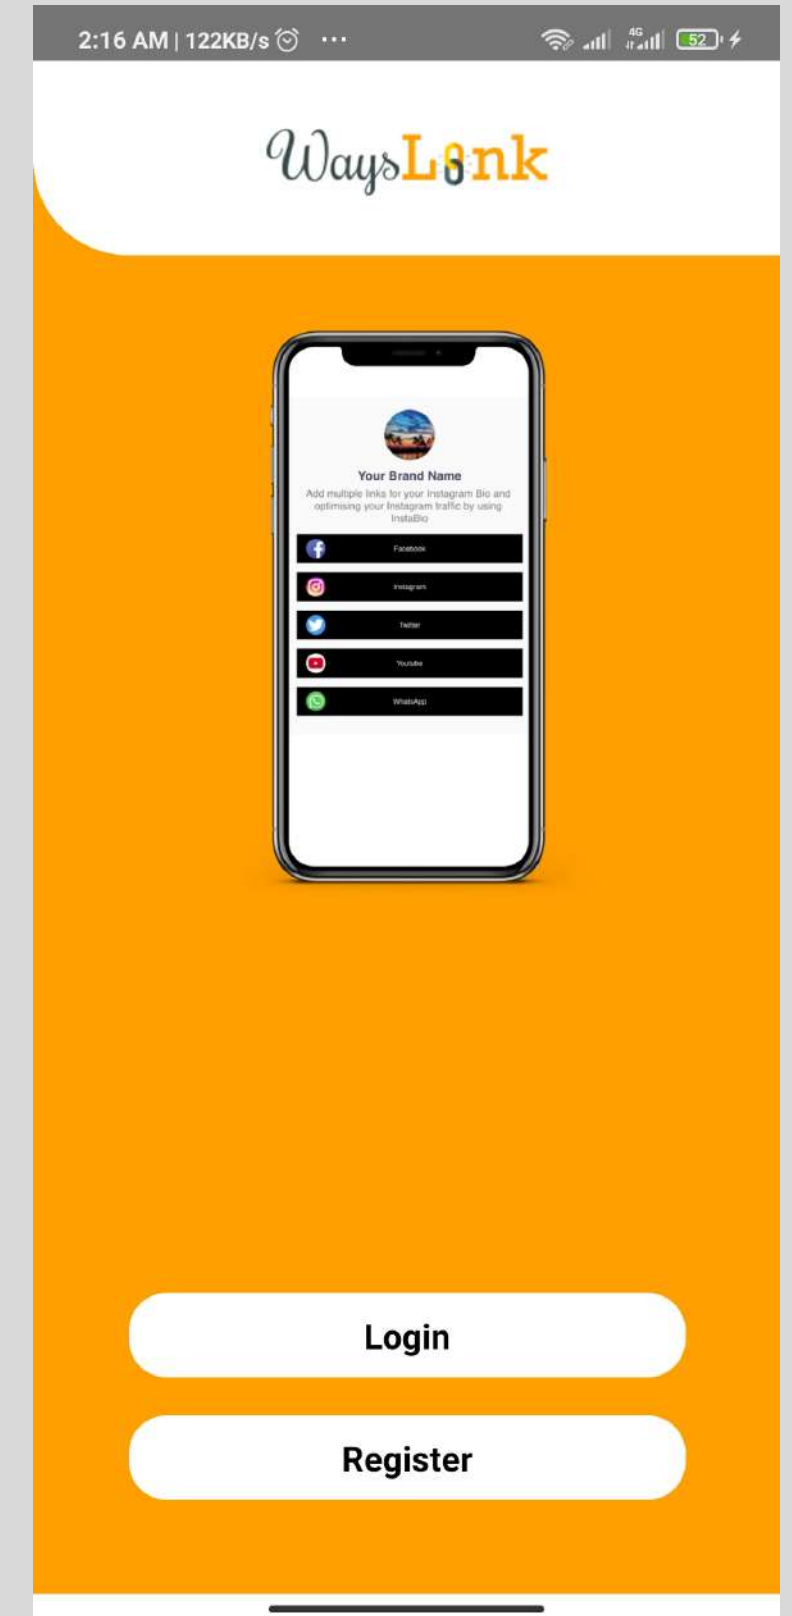 2:16 AM | 122KB/s ...
4G
52
WaysLink
Your Brand Name
Add multiple links for your Instagram Bio and
optimising your Instagram traffic by using
InstaBio
Facebook
Instagram
Twitter
Youtube
WhatsApp
Login
Register